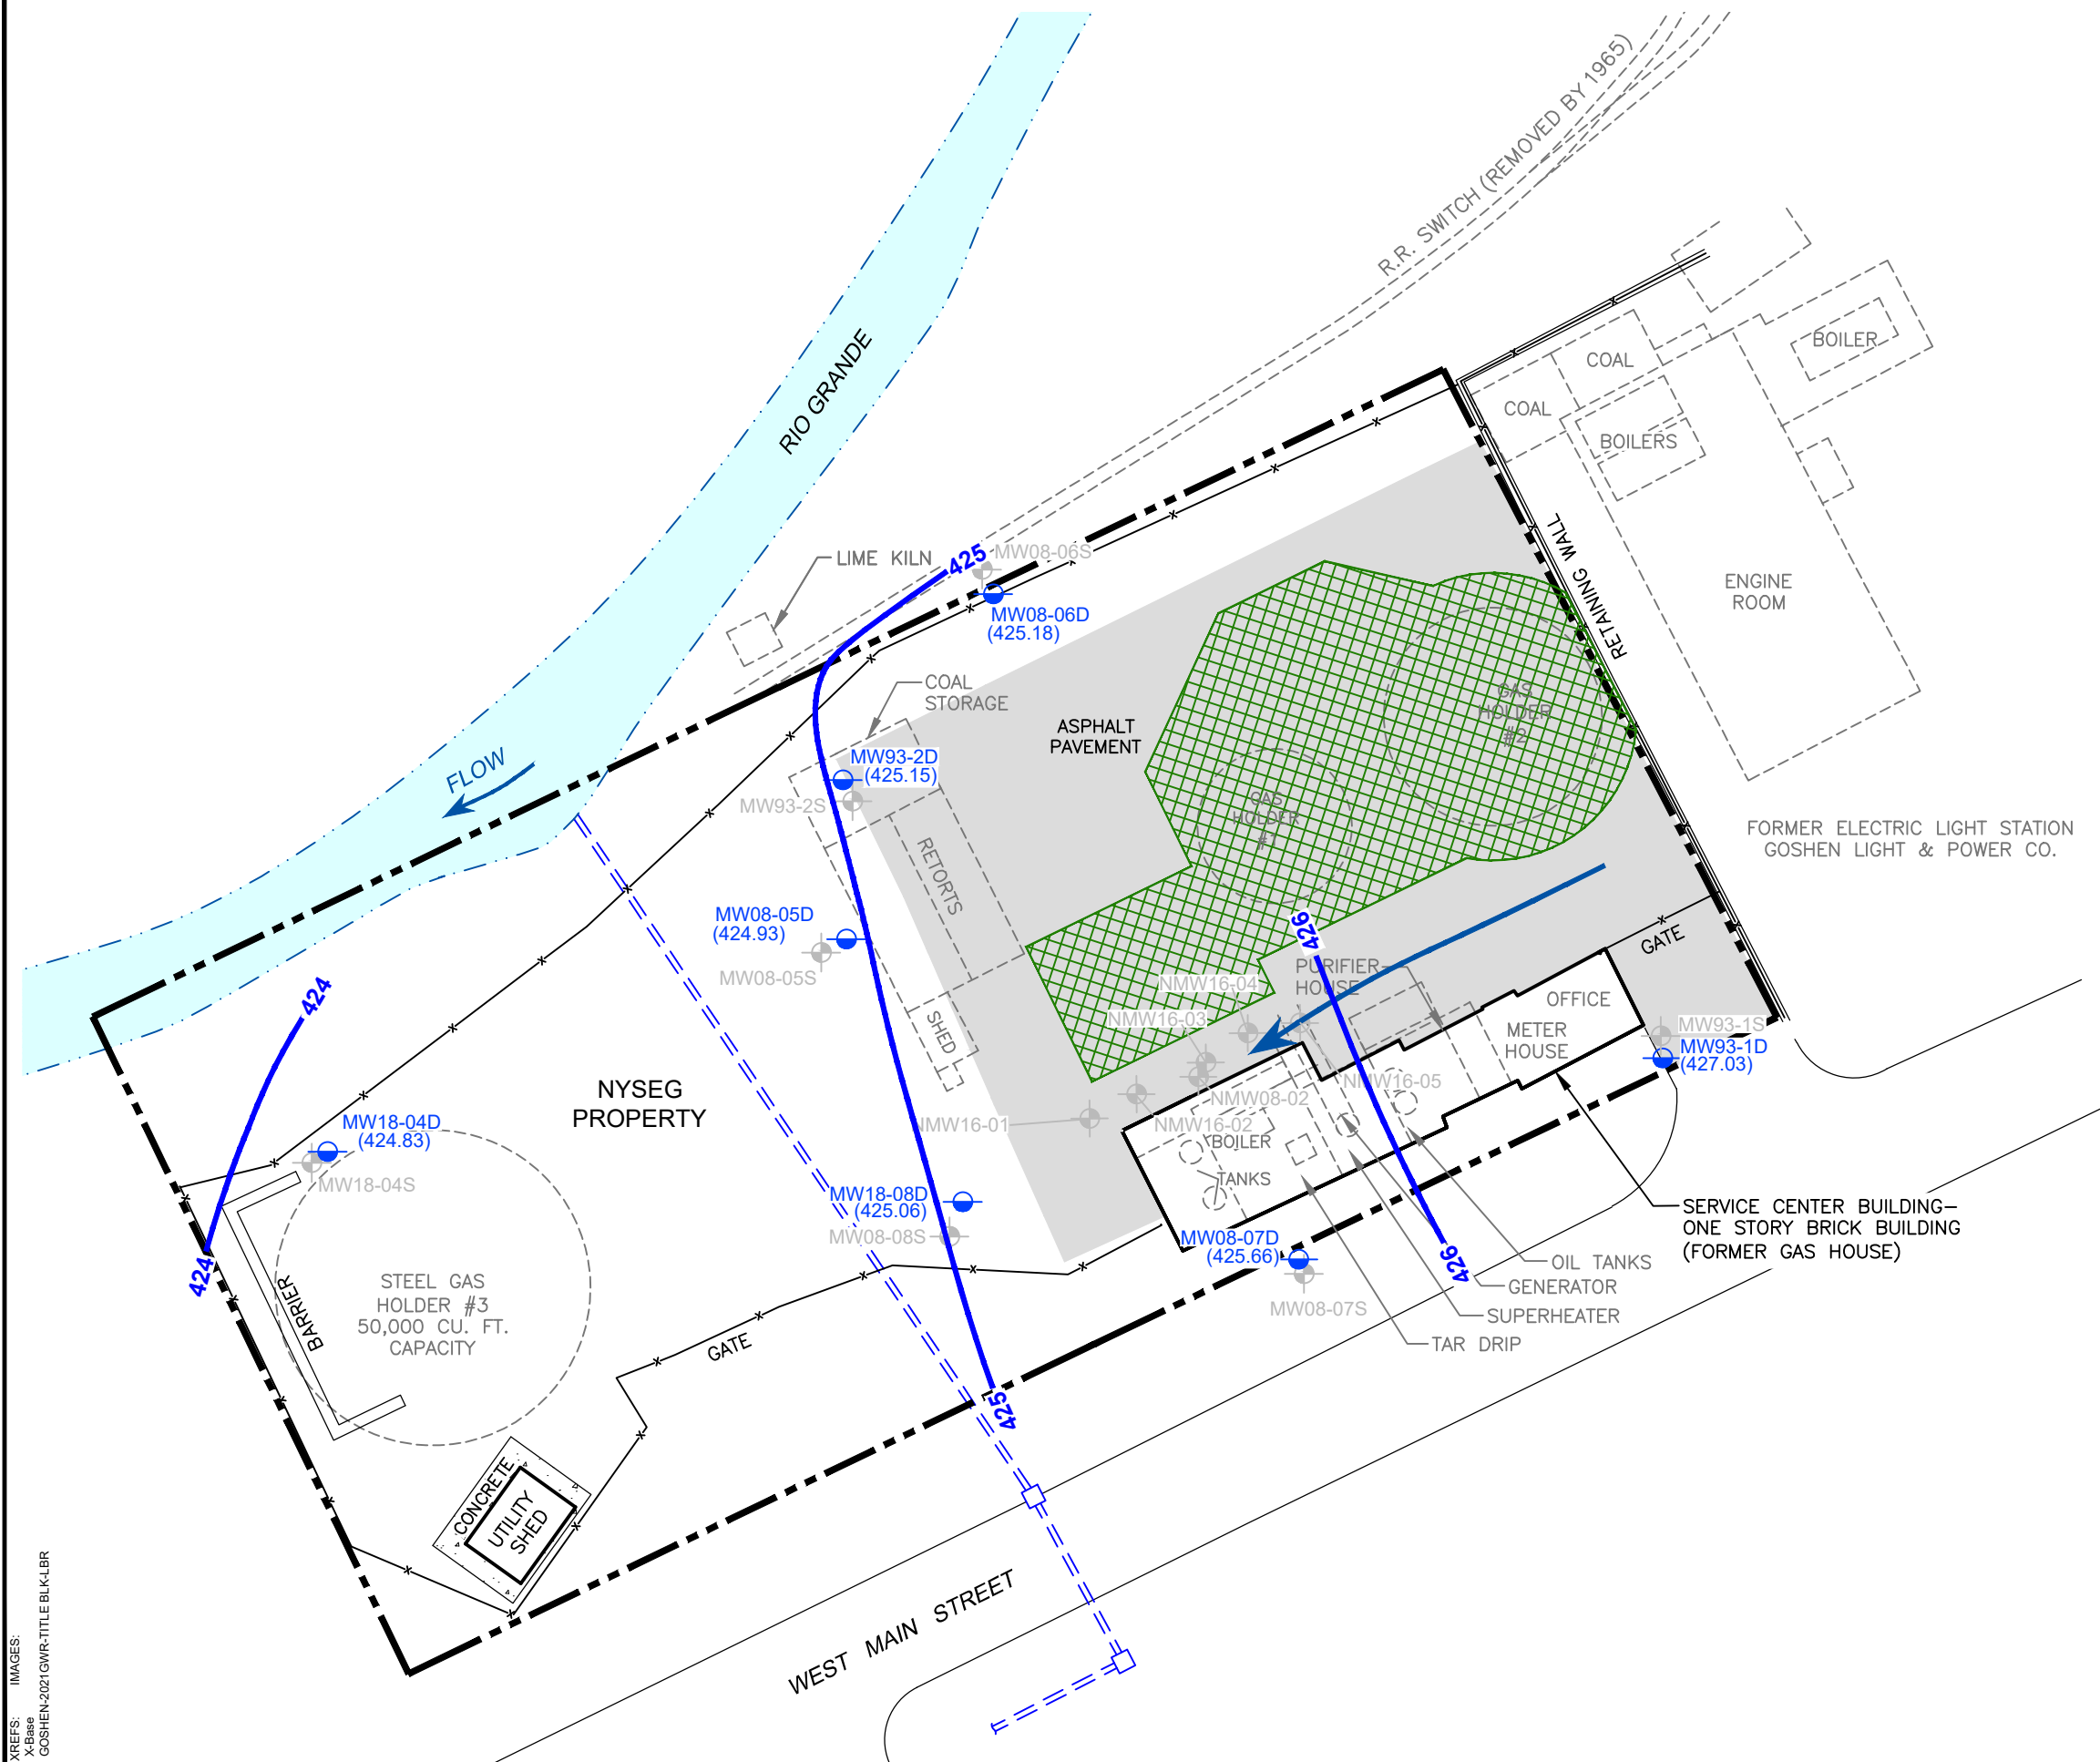 R.R. SWITCH (REMOVED BY 1965)
RIO GRANDE
BOILER
COAL
COAL
BOILERS
RETAINING WALL
ENGINE
ROOM
LIME KILN
425
MW08-06S
MW08-06D
(425.18)
COAL
STORAGE
ASPHALT
PAVEMENT
GAS
HOLDER
#2
FLOW
MW93-2D
(425.15)
MW93-2S
GAS
HOLDER
#1
RETORTS
FORMER ELECTRIC LIGHT STATION
GOSHEN LIGHT & POWER CO.
MW08-05D
(424.93)
MW08-05S
426
GATE
PURIFIER
HOUSE
NMW16-04
OFFICE
424
NMW16-03
SHED
METER
HOUSE
MW93-1S
MW93-1D
(427.03)
NYSEG
PROPERTY
NMW16-05
NMW08-02
NMW16-01
NMW16-02
MW18-04D
(424.83)
MW18-04S
BOILER
TANKS
MW18-08D
(425.06)
MW08-08S
SERVICE CENTER BUILDING-
ONE STORY BRICK BUILDING
(FORMER GAS HOUSE)
MW08-07D
(425.66)
MW08-07S
426
OIL TANKS
GENERATOR
SUPERHEATER
TAR DRIP
424
BARRIER
STEEL GAS
HOLDER #3
50,000 CU. FT.
CAPACITY
GATE
425
CONCRETE
UTILITY
SHED
WEST MAIN STREET
XREFS:
IMAGES:
X-Base
GOSHEN-2021GWR-TITLE BLK-LBR